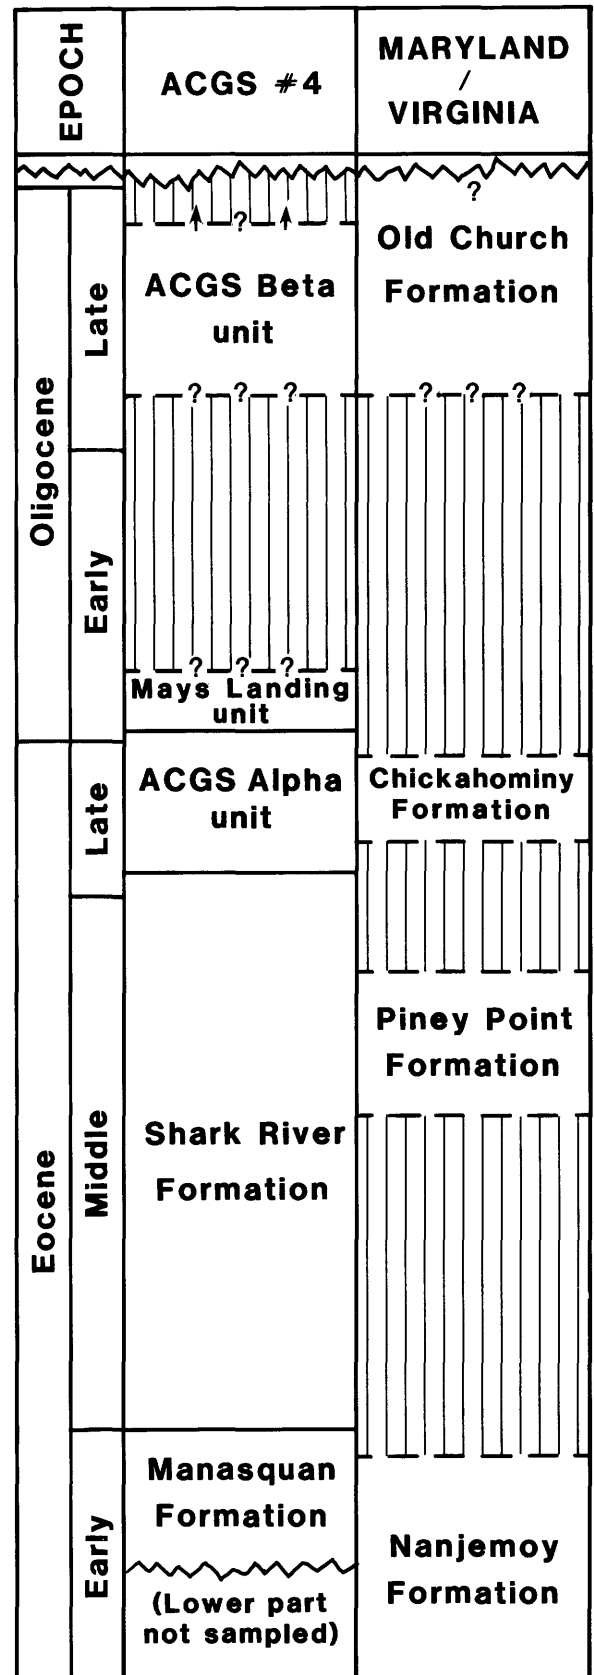 EPOCH
ACGS #4
MARYLAND
/
VIRGINIA
?
?
Old Church
Formation
ACGS Beta
unit
Late
? ? ?
? ? ?
Oligocene
Early
? ? ?
Mays Landing
unit
ACGS Alpha
unit
Chickahominy
Formation
Late
Piney Point
Formation
Shark River
Formation
Middle
Eocene
Manasquan
Formation
Early
Nanjemoy
Formation
(Lower part
not sampled)